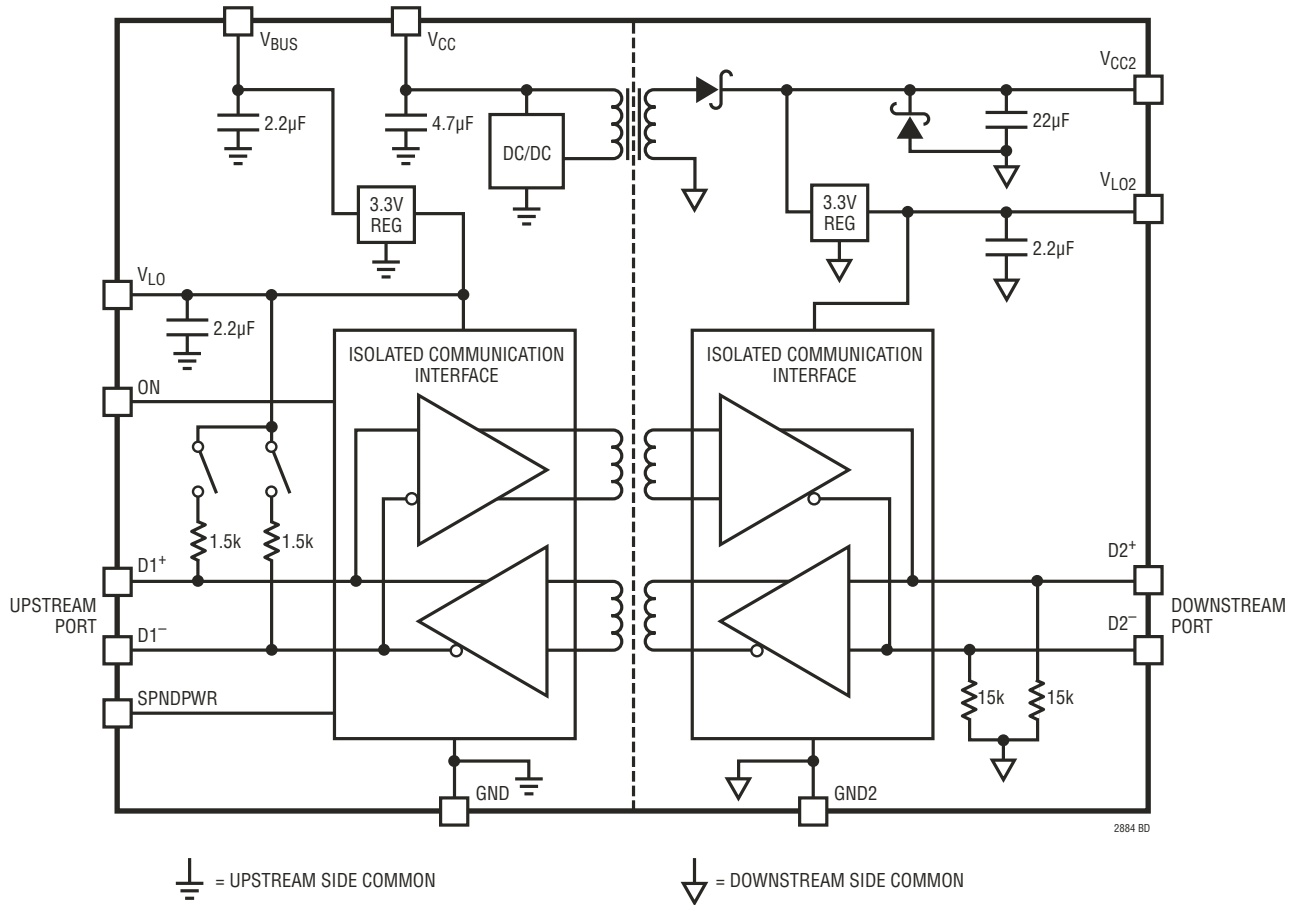 VBUS
VCC
VCC2
2.2µF
4.7µF
DC/DC
22µF
3.3V
REG
3.3V
REG
VLO2
2.2µF
VLO
2.2µF
ISOLATED COMMUNICATION
INTERFACE
ISOLATED COMMUNICATION
INTERFACE
ON
1.5k
1.5k
D1+
D2+
UPSTREAM
PORT
DOWNSTREAM
PORT
D1−
D2−
SPNDPWR
15k
15k
GND
GND2
2884 BD
= UPSTREAM SIDE COMMON
= DOWNSTREAM SIDE COMMON